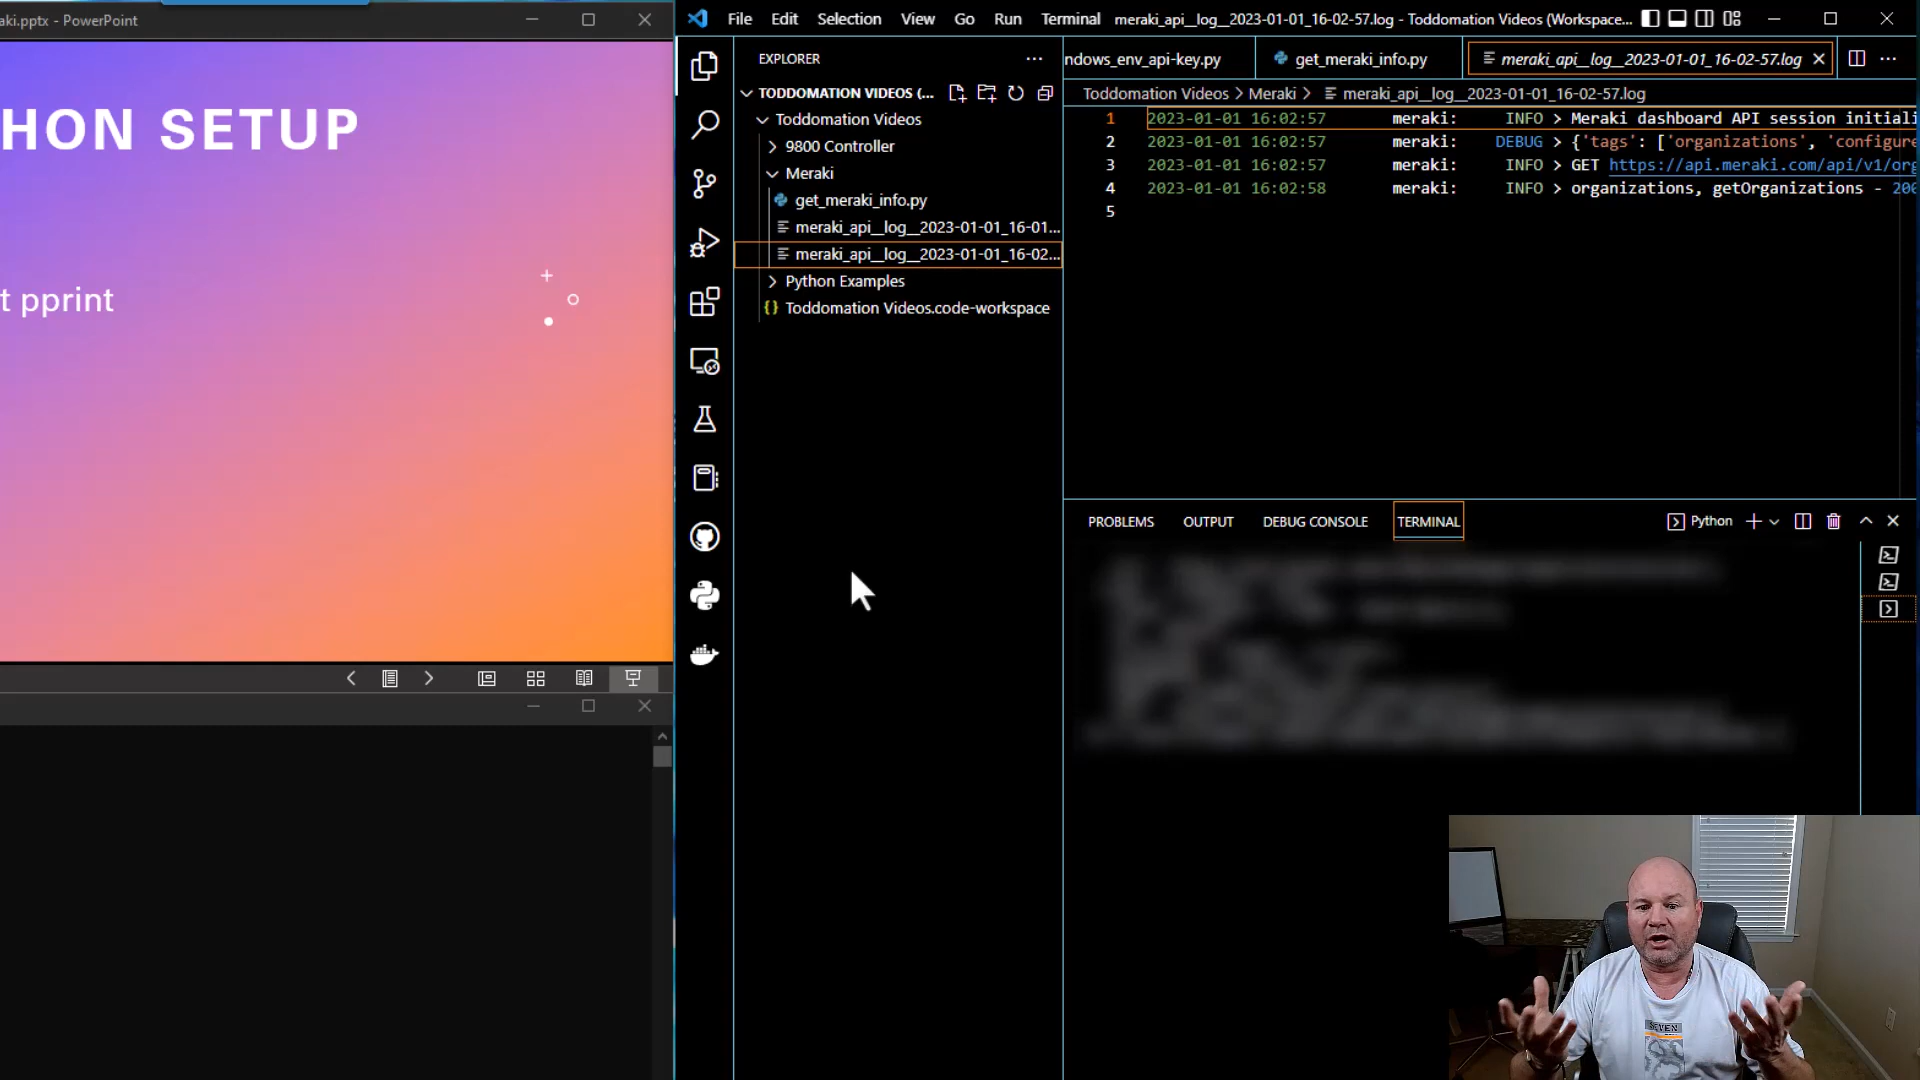 aki.pptx - PowerPoint
HON SETUP
t pprint
File Edit Selection View Go Run Terminal meraki_api__log__2023-01-01_16-02-57.log - Toddomation Videos (Workspace...
EXPLORER
TODDOMATION VIDEOS (...
Toddomation Videos
9800 Controller
Meraki
get_meraki_info.py
meraki_api__log__2023-01-01_16-01...
meraki_api__log__2023-01-01_16-02...
Python Examples
Toddomation Videos.code-workspace
ndows_env_api-key.py get_meraki_info.py meraki_api__log__2023-01-01_16-02-57.log
Toddomation Videos > Meraki > meraki_api__log__2023-01-01_16-02-57.log
1 2023-01-01 16:02:57 meraki: INFO > Meraki dashboard API session initiali
2 2023-01-01 16:02:57 meraki: DEBUG > {'tags': ['organizations', 'configure
3 2023-01-01 16:02:57 meraki: INFO > GET https://api.meraki.com/api/v1/org
4 2023-01-01 16:02:58 meraki: INFO > organizations, getOrganizations - 200
5
PROBLEMS OUTPUT DEBUG CONSOLE TERMINAL Python
SEVEN